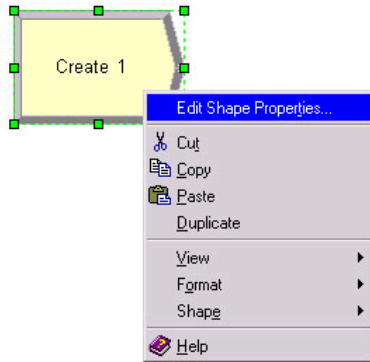 Create 1
Edit Shape Properties...
Cut
Copy
Paste
Duplicate
View
Format
Shape
Help